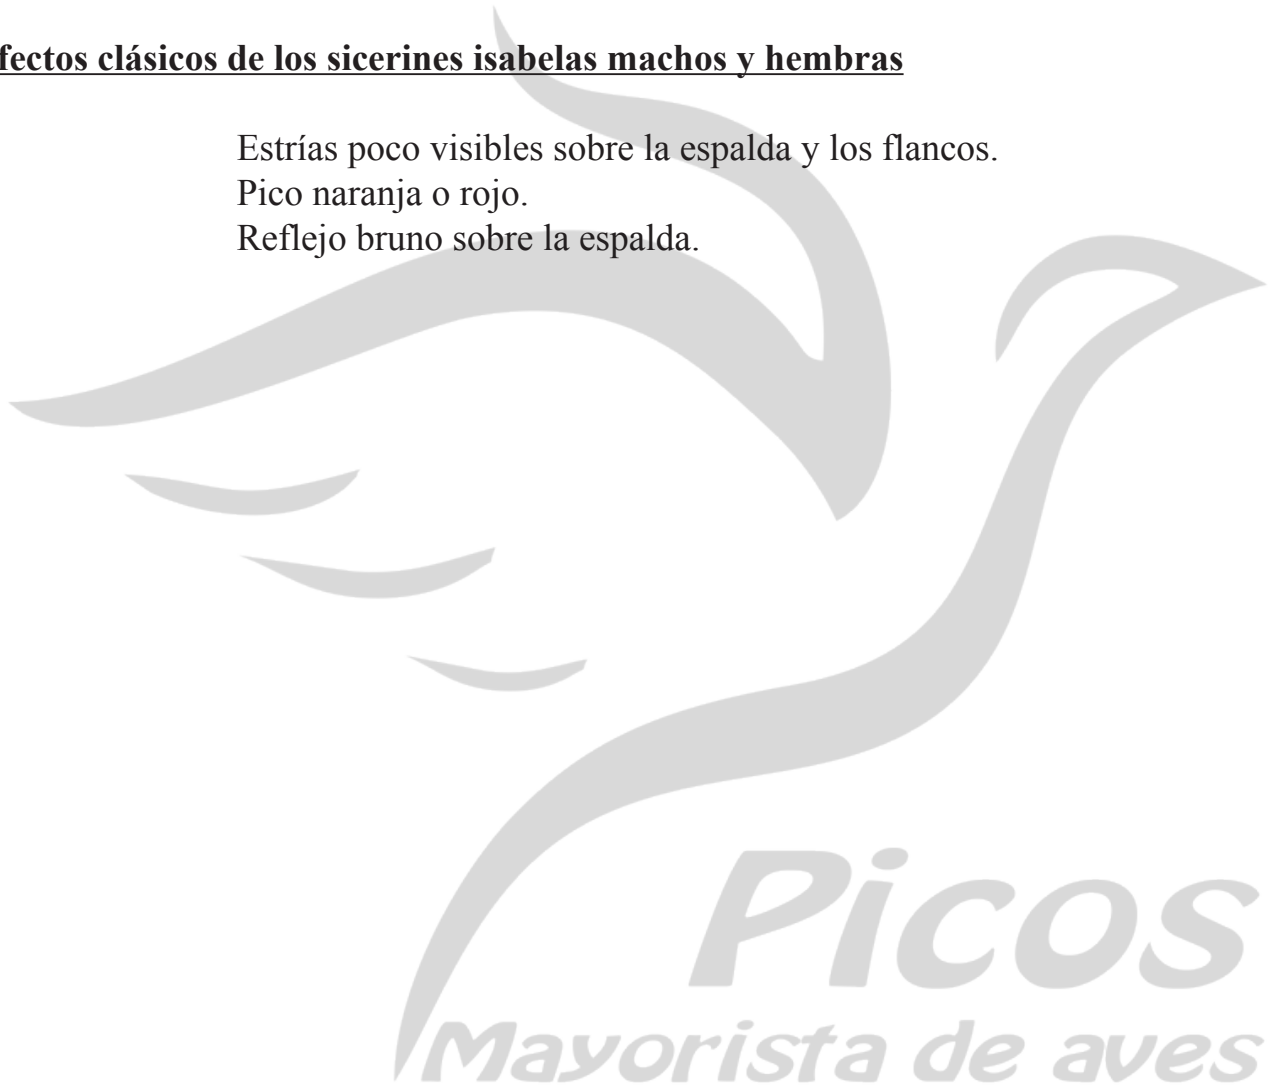 fectos clásicos de los sicerines isabelas machos y hembras
Estrías poco visibles sobre la espalda y los flancos.
Pico naranja o rojo.
Reflejo bruno sobre la espalda.
Picos
Mayorista de aves